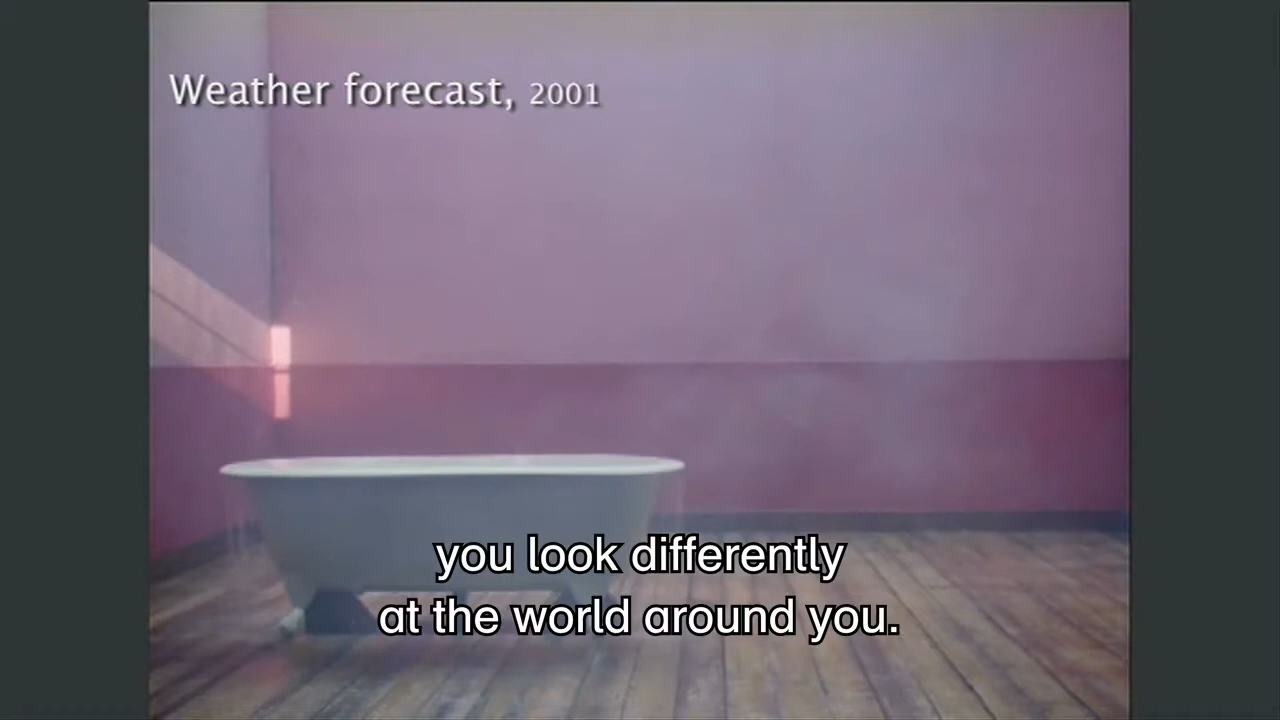 Weather forecast, 2001
you look differently
at the world around you.